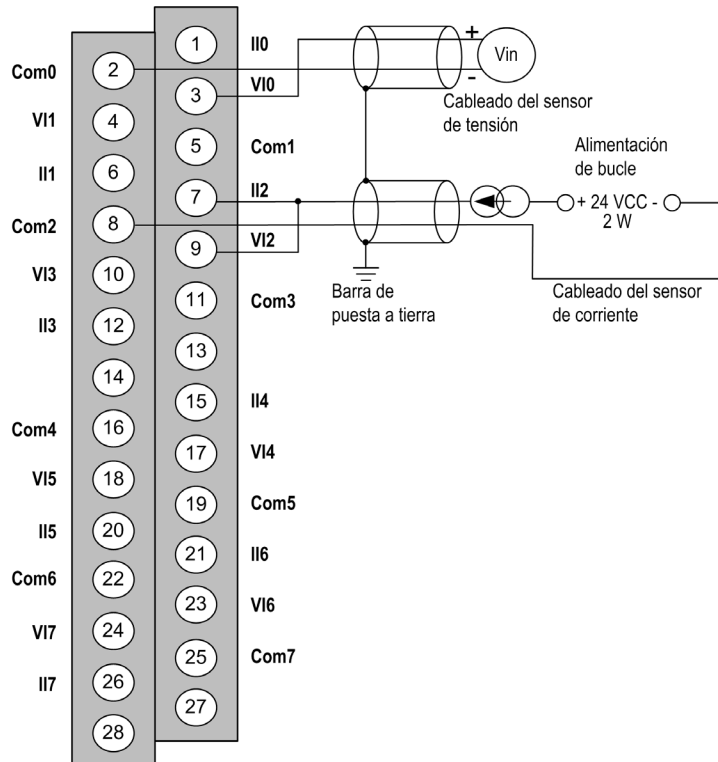 1
II0
+
Vin
-
Com0
2
3
VI0
Cableado del sensor
de tensión
VI1
4
5
Com1
Alimentación
de bucle
II1
6
7
II2
+ 24 VCC -
2 W
Com2
8
9
VI2
VI3
10
11
Com3
Barra de
puesta a tierra
Cableado del sensor
de corriente
II3
12
13
14
15
II4
Com4
16
17
VI4
VI5
18
19
Com5
II5
20
21
II6
Com6
22
23
VI6
VI7
24
25
Com7
II7
26
27
28